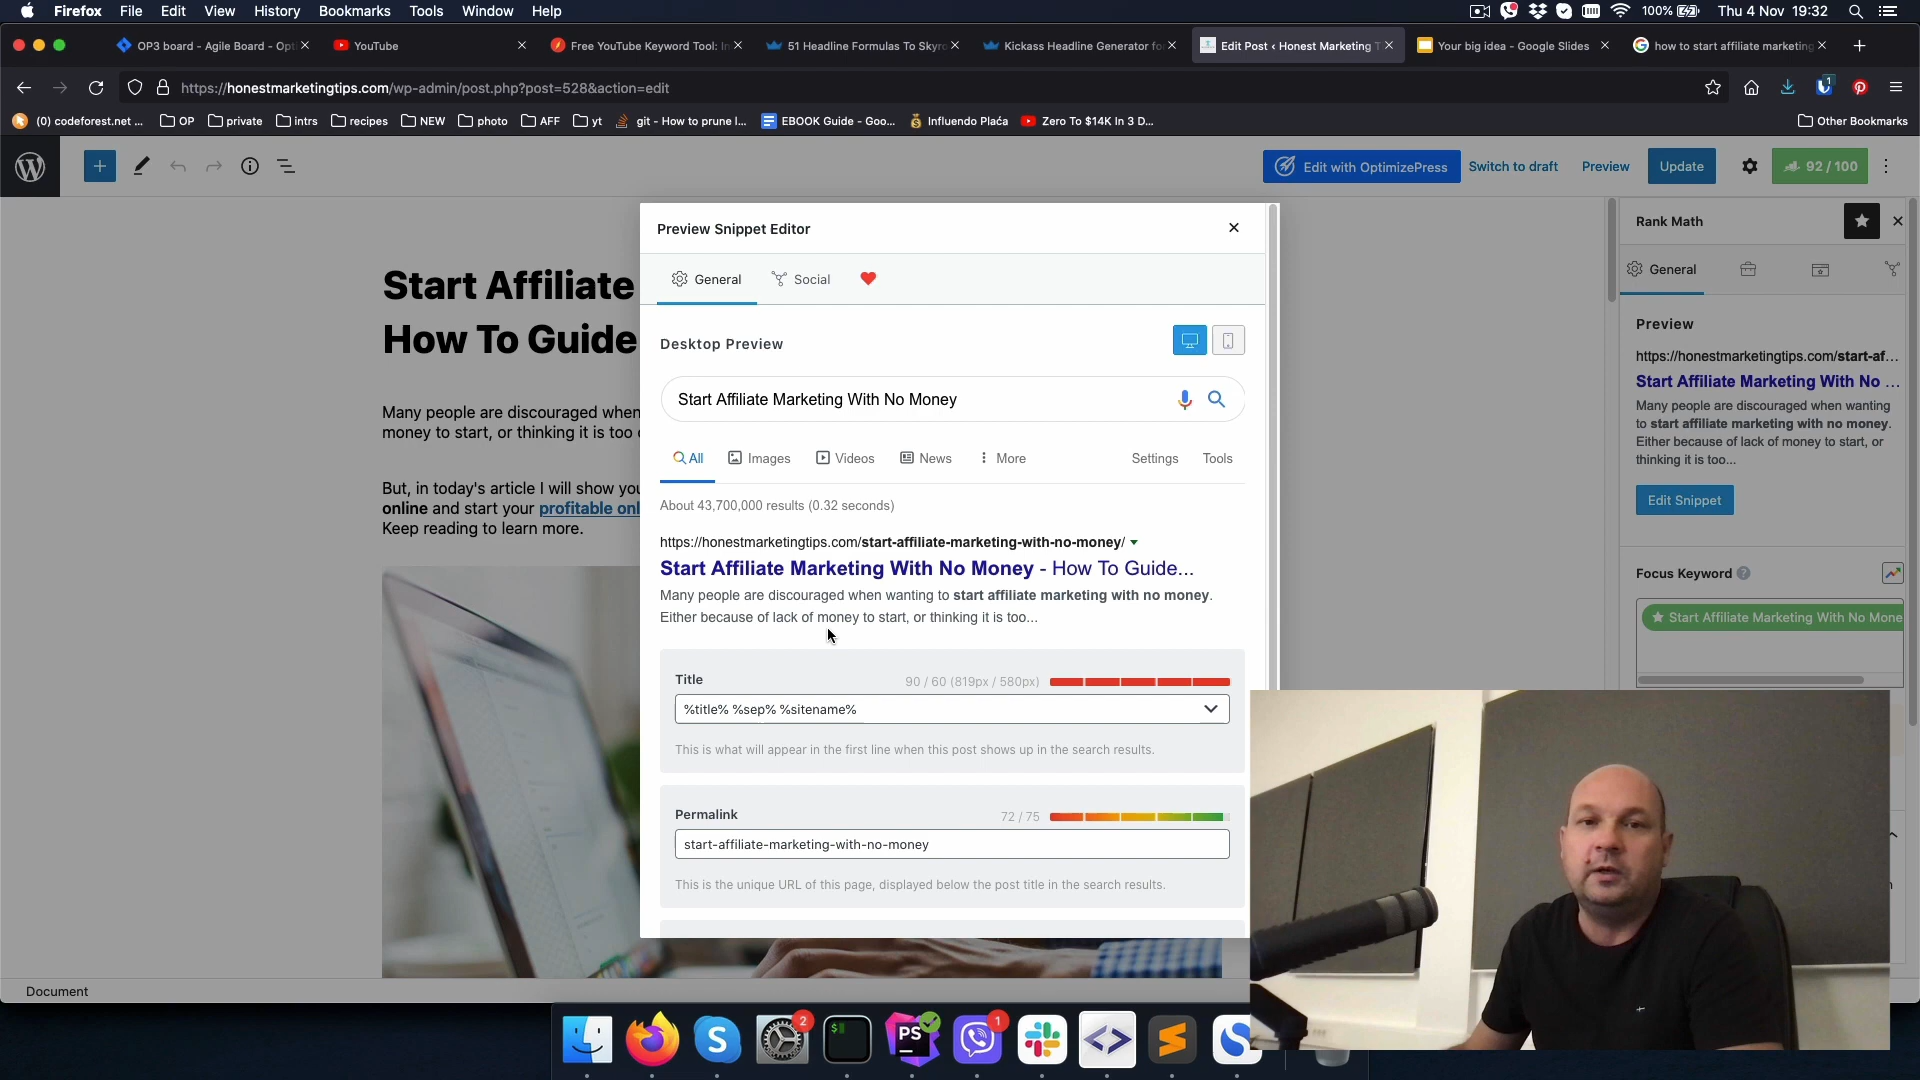 Firefox File Edit View History Bookmarks Tools Window Help
100% Thu 4 Nov 19:32
OP3 board - Agile Board - Opt
YouTube
Free YouTube Keyword Tool: In
51 Headline Formulas To Skyro
Kickass Headline Generator fo
Edit Post ‹ Honest Marketing T
Your big idea - Google Slides
how to start affiliate marketing
https://honestmarketingtips.com/wp-admin/post.php?post=528&action=edit
1
(0) codeforest.net ...
OP
private
intrs
recipes
NEW
photo
AFF
yt
git - How to prune l...
EBOOK Guide - Goo...
Influendo Plaća
Zero To $14K In 3 D...
Other Bookmarks
Edit with OptimizePress
Switch to draft
Preview
Update
92 / 100
Start Affiliate
How To Guide
Many people are discouraged when
money to start, or thinking it is too
But, in today's article I will show you
online and start your profitable onl
Keep reading to learn more.
Preview Snippet Editor
General
Social
Desktop Preview
Start Affiliate Marketing With No Money
All
Images
Videos
News
More
Settings
Tools
About 43,700,000 results (0.32 seconds)
https://honestmarketingtips.com/start-affiliate-marketing-with-no-money/
Start Affiliate Marketing With No Money - How To Guide...
Many people are discouraged when wanting to start affiliate marketing with no money.
Either because of lack of money to start, or thinking it is too...
Title
90 / 60 (819px / 580px)
%title% %sep% %sitename%
This is what will appear in the first line when this post shows up in the search results.
Permalink
72 / 75
start-affiliate-marketing-with-no-money
This is the unique URL of this page, displayed below the post title in the search results.
Rank Math
General
Preview
https://honestmarketingtips.com/start-af...
Start Affiliate Marketing With No ...
Many people are discouraged when wanting
to start affiliate marketing with no money.
Either because of lack of money to start, or
thinking it is too...
Edit Snippet
Focus Keyword
Start Affiliate Marketing With No Mone
Document
2
$
PS
1